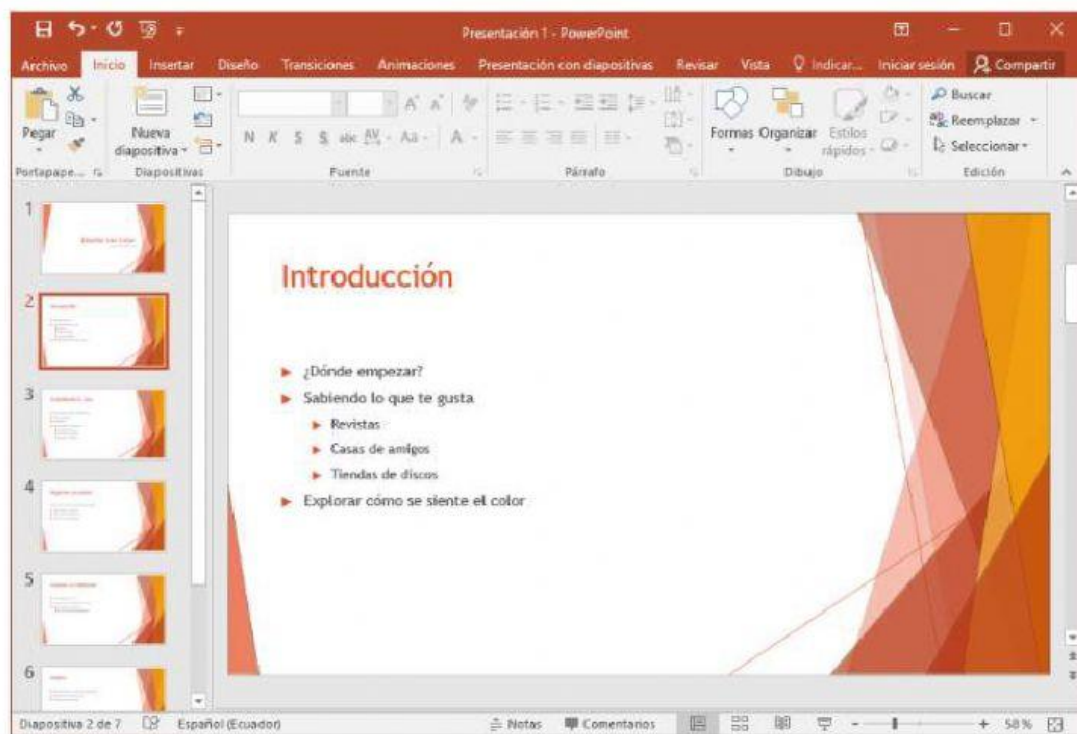 Presentación 1 - PowerPoint
Archivo Inicio Insertar Diseño Transiciones Animaciones Presentación con diapositivas Revisar Vista Indicar... Iniciar sesión Compartir
Pegar
Nueva diapositiva
N K S S abc AV Aa A
A A
Formas Organizar Estilos rápidos
Buscar
Reemplazar
Seleccionar
Portapape... Diapositivas Fuente Párrafo Dibujo Edición
1
2
3
4
5
6
Introducción
¿Dónde empezar?
Sabiendo lo que te gusta
Revistas
Casas de amigos
Tiendas de discos
Explorar cómo se siente el color
Diapositiva 2 de 7 Español (Ecuador) Notas Comentarios - + 58 %